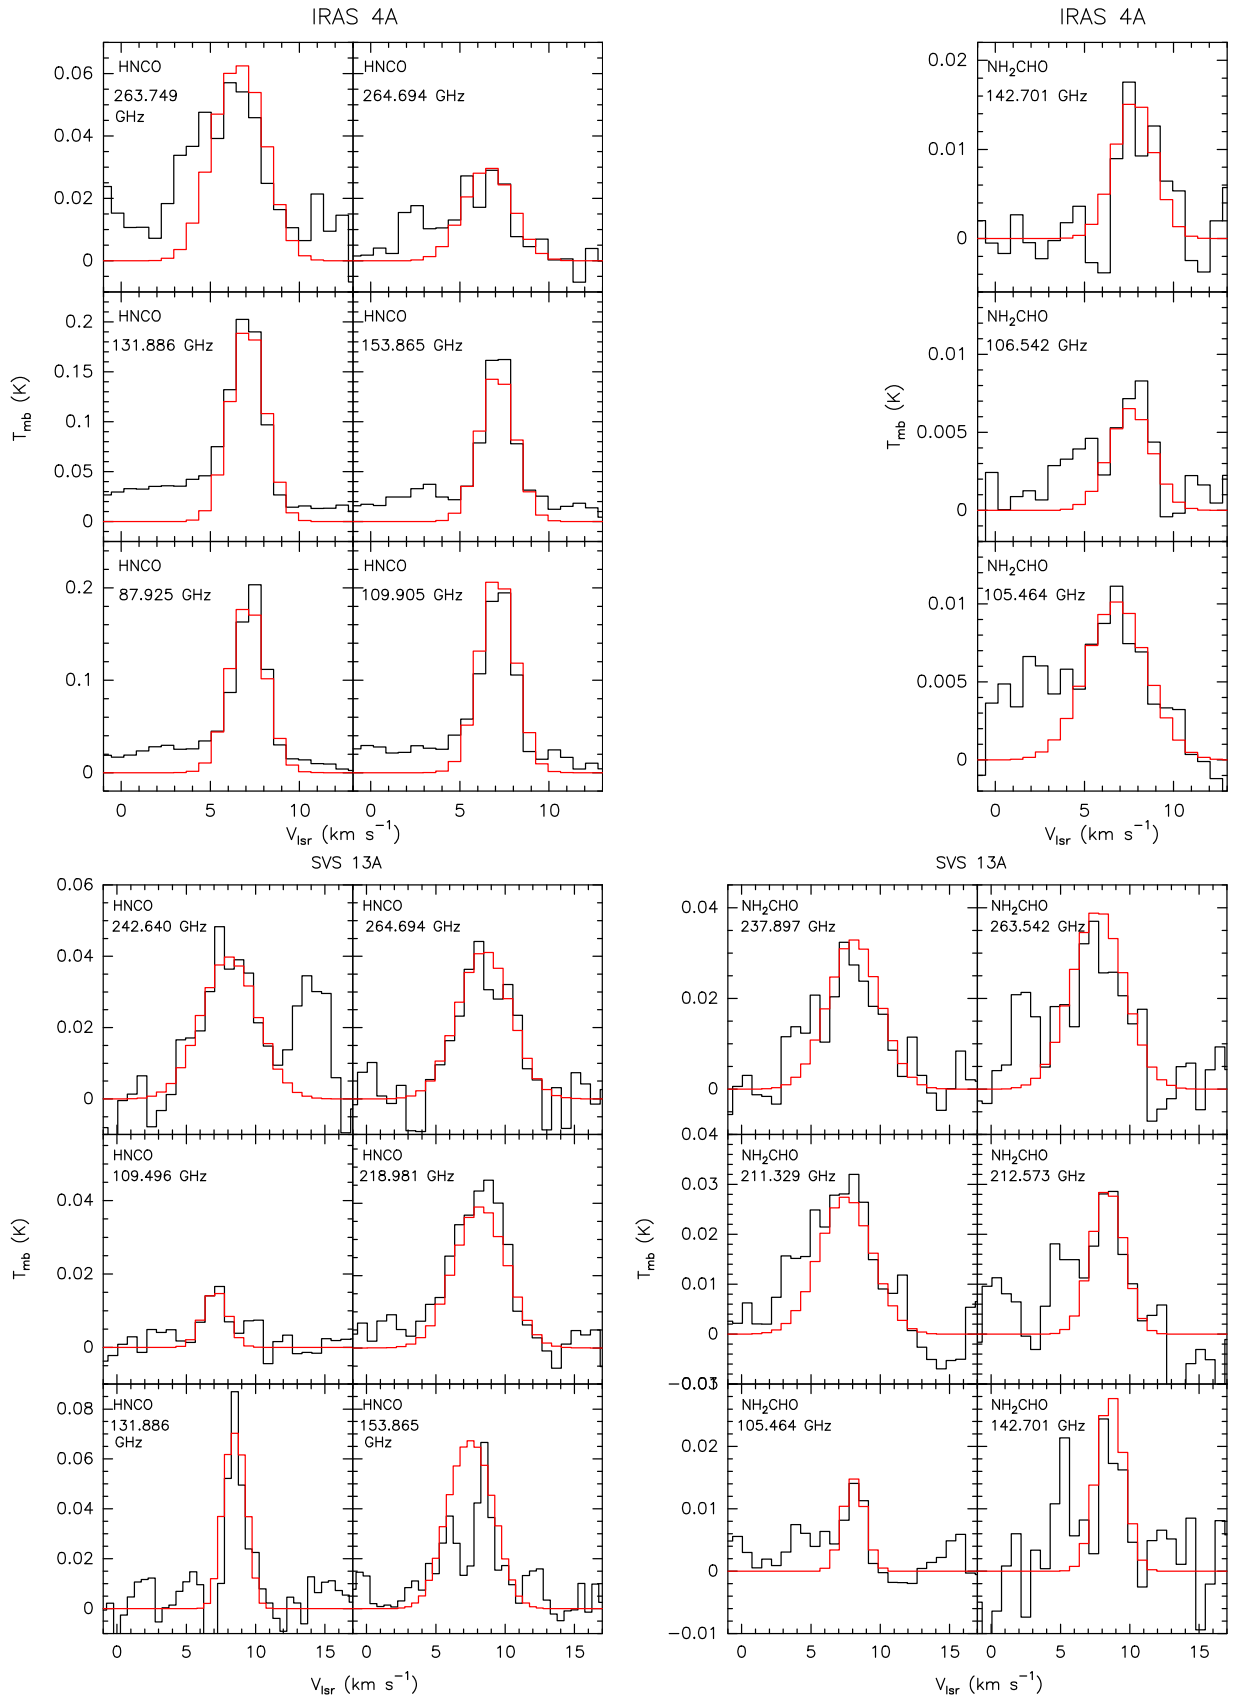 IRAS 4A
IRAS 4A
HNCO
263.749
GHz
HNCO
264.694 GHz
0.06
0.04
0.02
0
HNCO
131.886 GHz
HNCO
153.865 GHz
0.2
0.15
0.1
0.05
0
HNCO
87.925 GHz
HNCO
109.905 GHz
0.2
0.1
0
T_mb (K)
0 5 10 0 5 10
V_lsr (km s⁻¹)
NH₂CHO
142.701 GHz
0.02
0.01
0
NH₂CHO
106.542 GHz
0.01
0.005
0
NH₂CHO
105.464 GHz
0.01
0.005
0
T_mb (K)
0 5 10
V_lsr (km s⁻¹)
SVS 13A
SVS 13A
HNCO
242.640 GHz
HNCO
264.694 GHz
0.06
0.04
0.02
0
HNCO
109.496 GHz
HNCO
218.981 GHz
0.04
0.02
0
HNCO
131.886
GHz
HNCO
153.865
GHz
0.08
0.06
0.04
0.02
0
T_mb (K)
0 5 10 15 0 5 10 15
V_lsr (km s⁻¹)
NH₂CHO
237.897 GHz
NH₂CHO
263.542 GHz
0.04
0.02
0
NH₂CHO
211.329 GHz
NH₂CHO
212.573 GHz
0.04
0.03
0.02
0.01
0
NH₂CHO
105.464 GHz
NH₂CHO
142.701 GHz
0.02
0.01
0
−0.01
T_mb (K)
0 5 10 15 0 5 10 15
V_lsr (km s⁻¹)